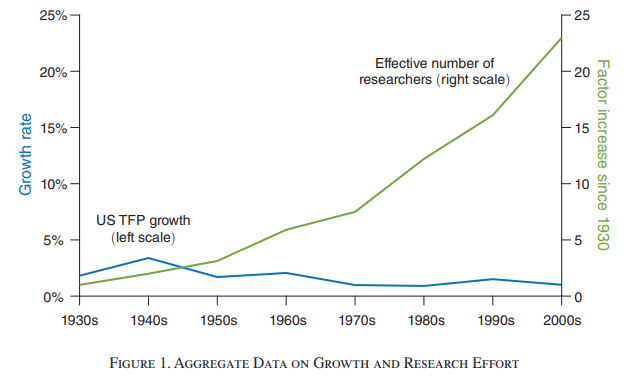 25%
20%
15%
10%
5%
0%
Growth rate
US TFP growth
(left scale)
Effective number of
researchers (right scale)
25
20
15
10
5
0
Factor increase since 1930
1930s 1940s 1950s 1960s 1970s 1980s 1990s 2000s
FIGURE 1. AGGREGATE DATA ON GROWTH AND RESEARCH EFFORT